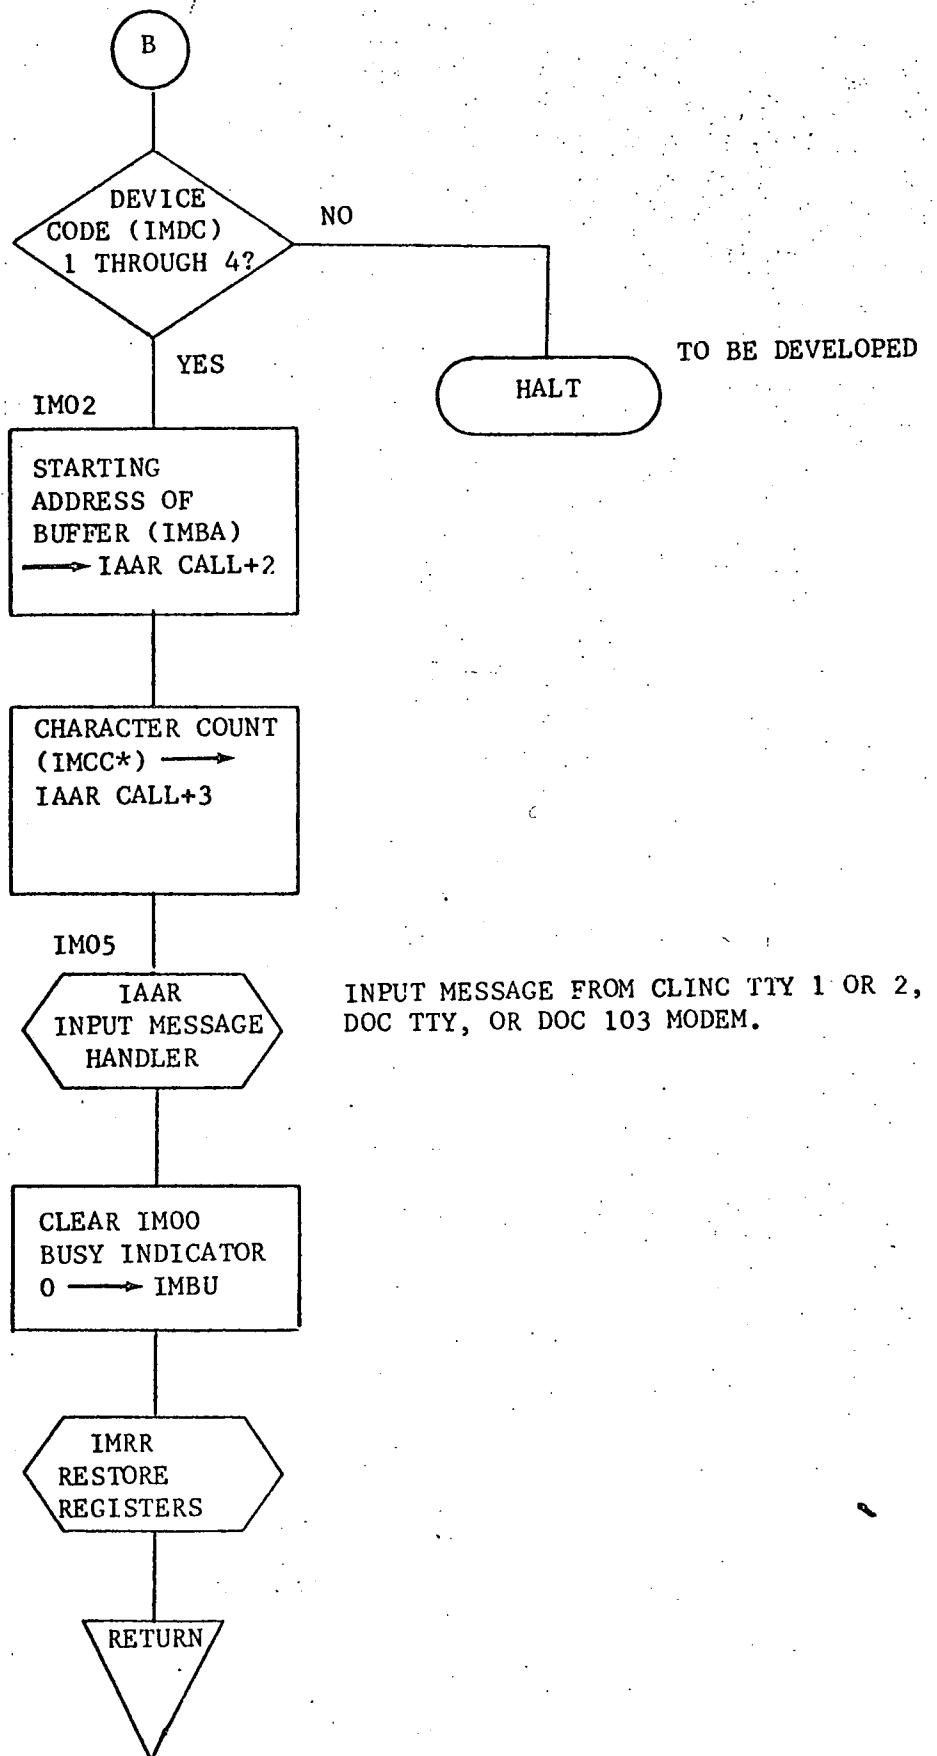 B
DEVICE
CODE (IMDC)
1 THROUGH 4?
NO
YES
TO BE DEVELOPED
HALT
IM02
STARTING
ADDRESS OF
BUFFER (IMBA)
→ IAAR CALL+2
CHARACTER COUNT
(IMCC*) →
IAAR CALL+3
IM05
IAAR
INPUT MESSAGE
HANDLER
INPUT MESSAGE FROM CLINC TTY 1 OR 2,
DOC TTY, OR DOC 103 MODEM.
CLEAR IM00
BUSY INDICATOR
0 → IMBU
IMRR
RESTORE
REGISTERS
RETURN